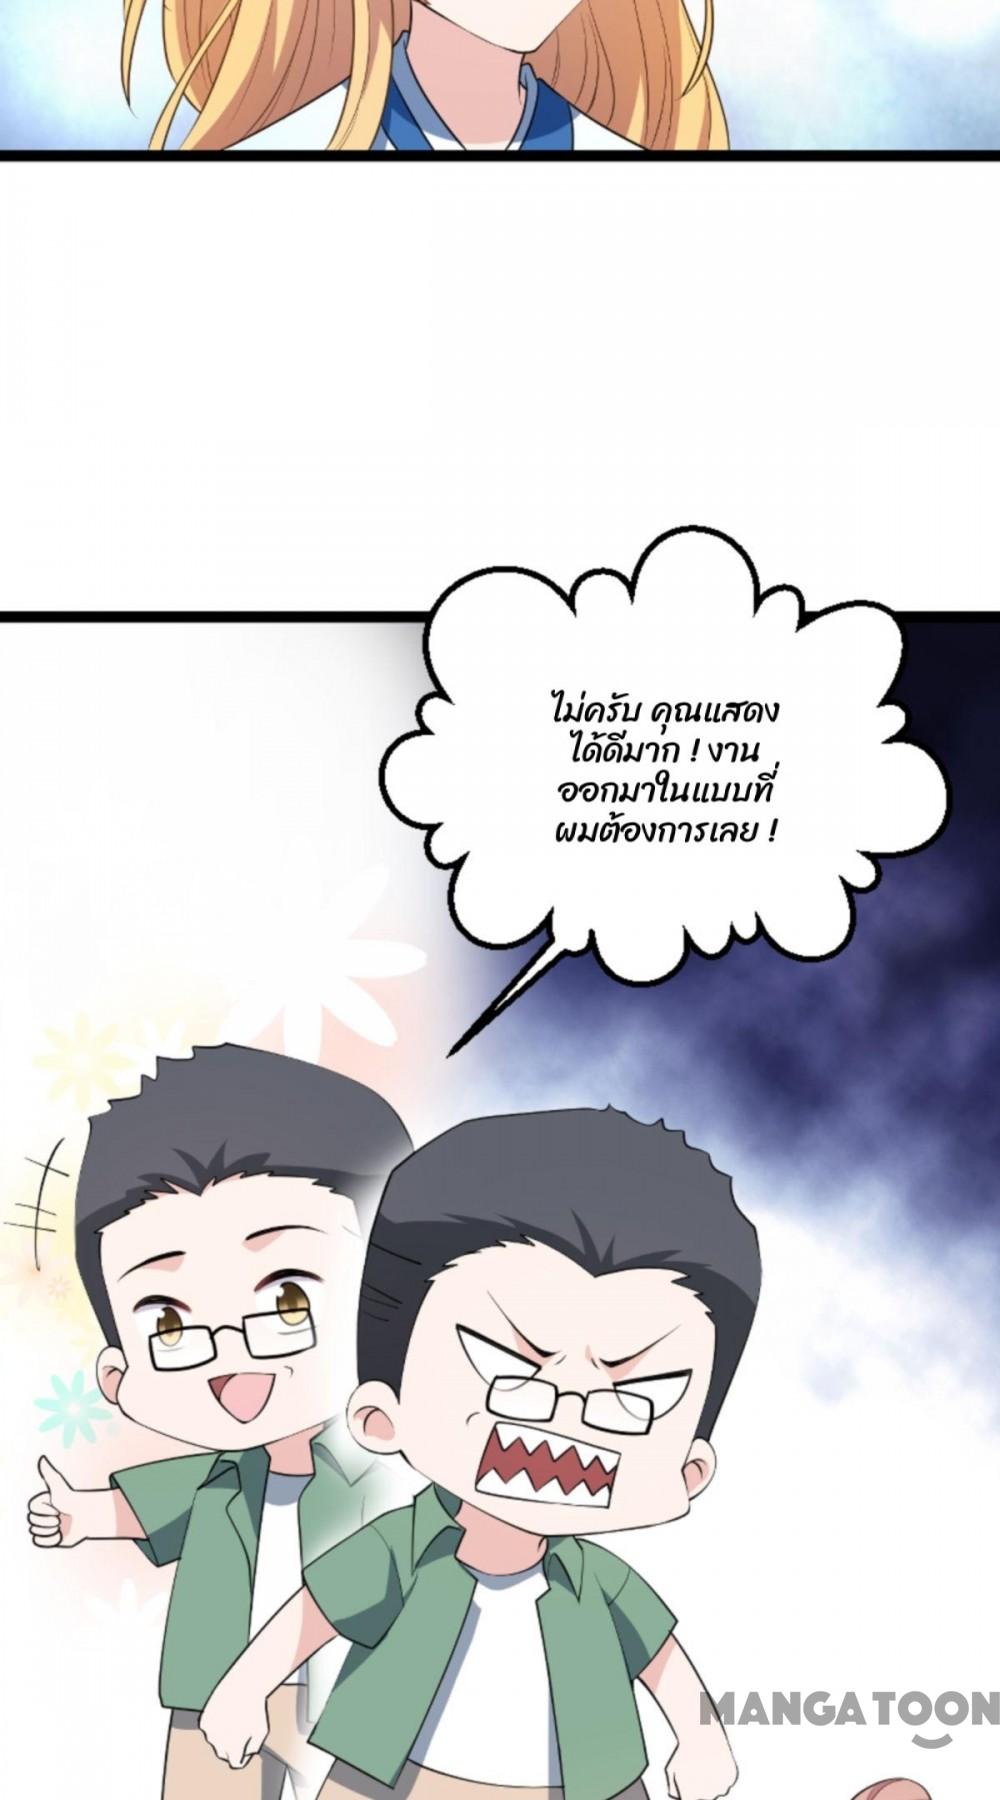 ไม่ครับ คุณแสดง
ได้ดีมาก ! งาน
ออกมาในแบบที่
ผมต้องการเลย !
MANGATOON